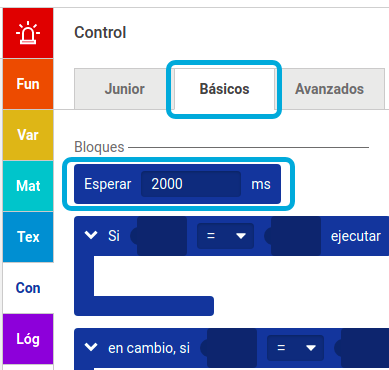 Control
Junior Básicos Avanzados
Bloques
Esperar 2000 ms
Si = ejecutar
en cambio, si =
Fun
Var
Mat
Tex
Con
Lóg